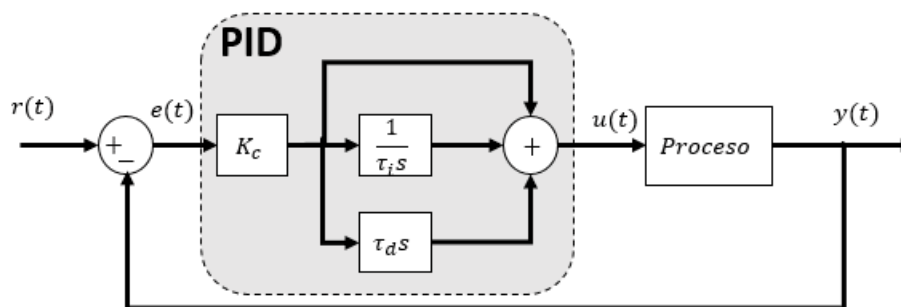 PID
r(t)
+
−
e(t)
K_c
1
τ_i s
τ_d s
+
u(t)
Proceso
y(t)